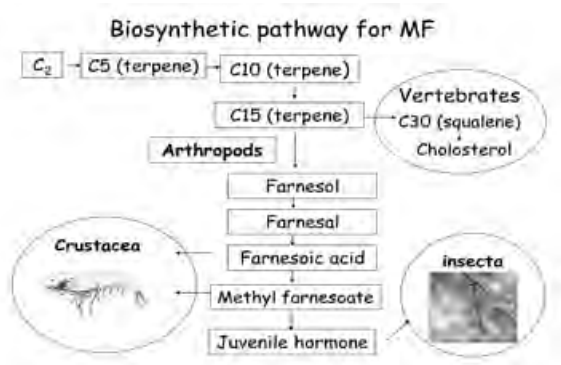 Biosynthetic pathway for MF
C₂
C5 (terpene)
C10 (terpene)
C15 (terpene)
Vertebrates
C30 (squalene)
Cholosterol
Arthropods
Farnesol
Farnesal
Crustacea
Farnesoic acid
insecta
Methyl farnesoate
Juvenile hormone